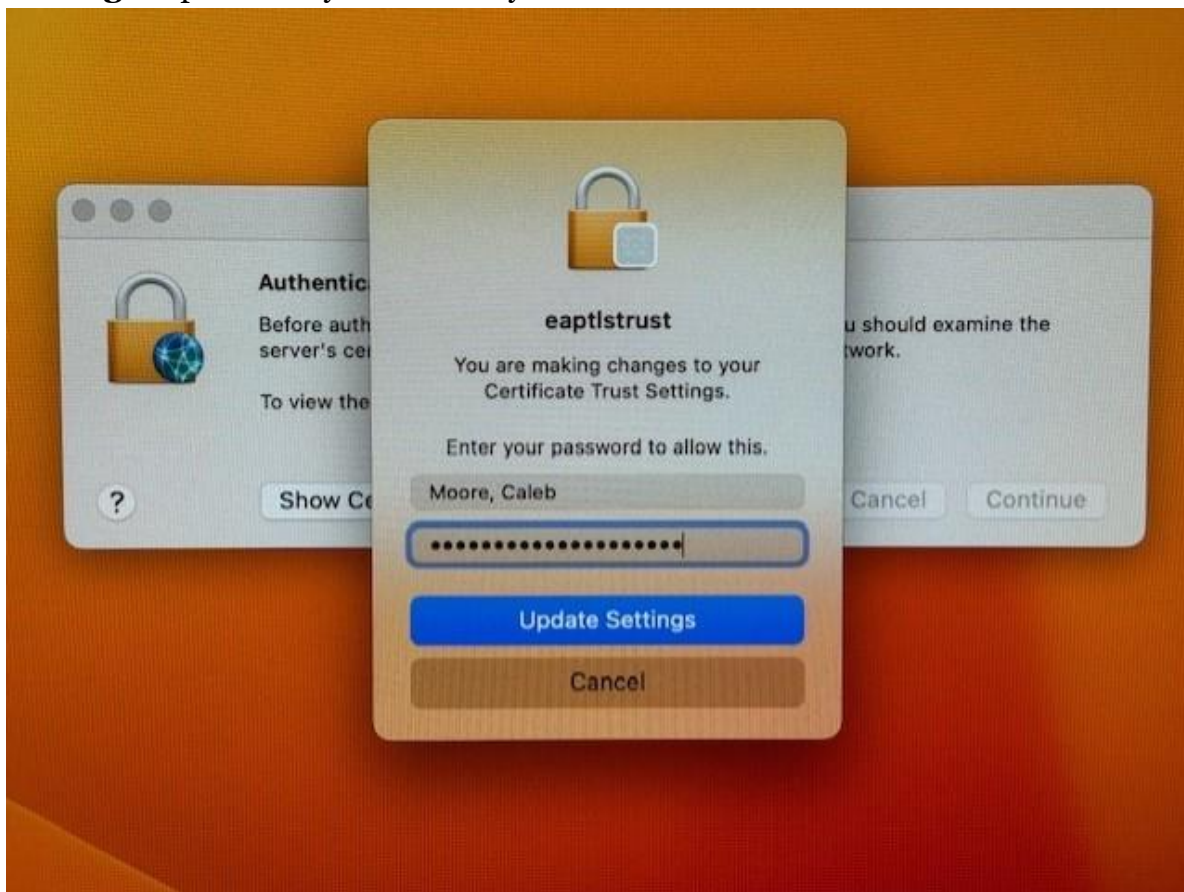 Authentic
Before auth
server's ce
To view the
?
Show Ce
eaptlstrust
You are making changes to your
Certificate Trust Settings.
Enter your password to allow this.
Moore, Caleb
••••••••••••••••••••
Update Settings
Cancel
u should examine the
twork.
Cancel
Continue